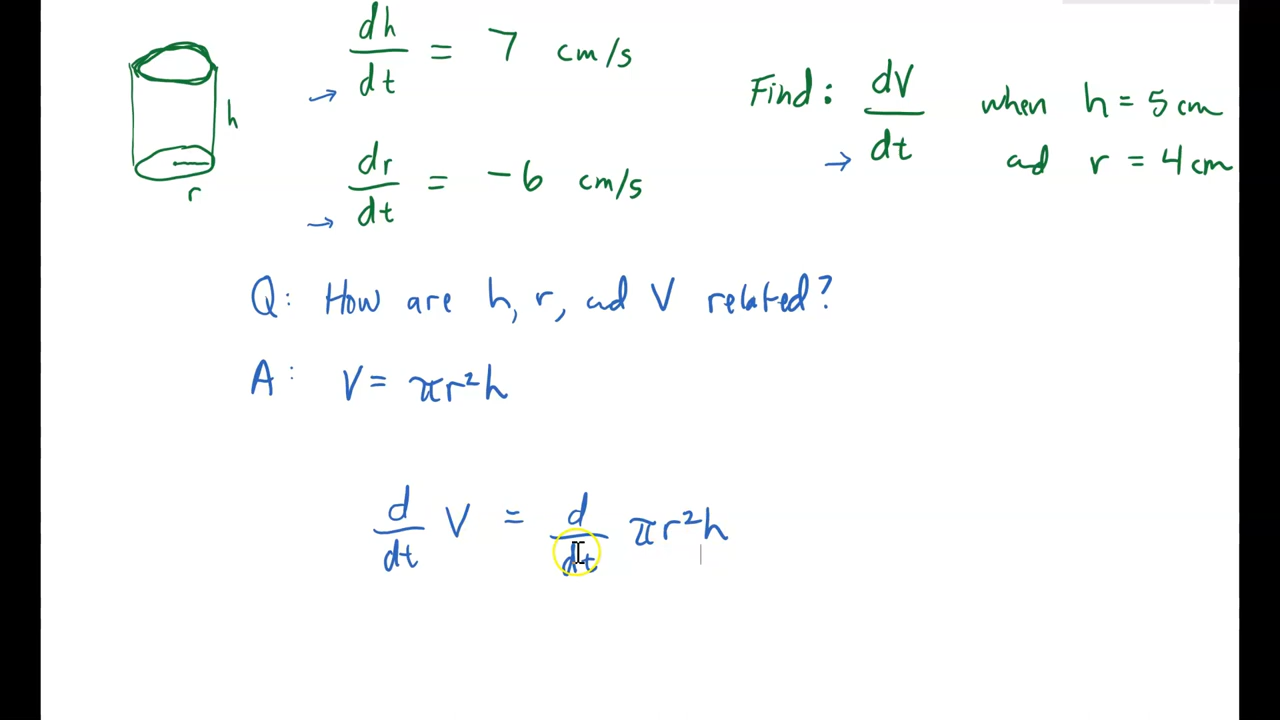 dh/dt = 7 cm/s
h
r
dr/dt = -6 cm/s
Find: dV/dt when h = 5 cm
ad r = 4 cm
Q: How are h, r, ad V related?
A: V = πr²h
d/dt V = d/dt πr²h